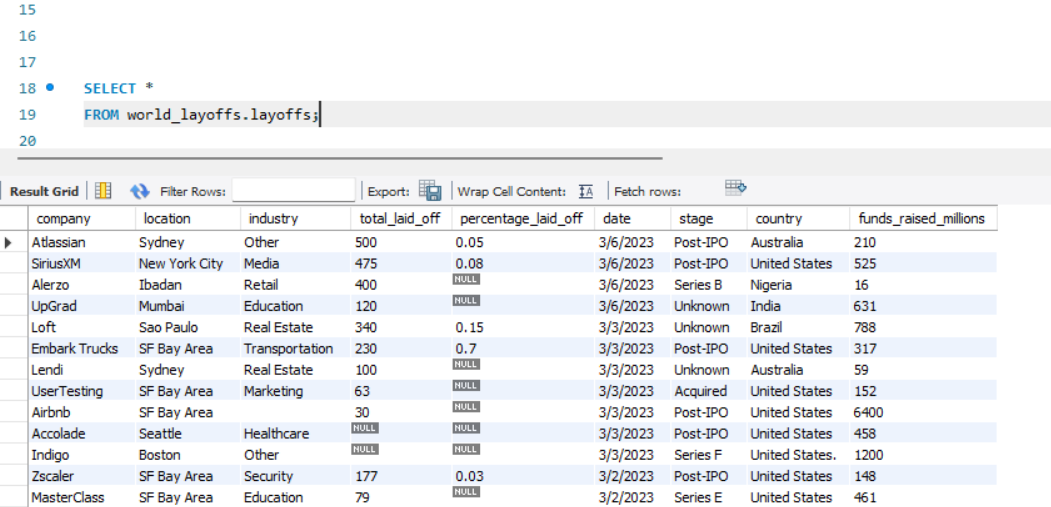 15
16
17
18 SELECT *
19 FROM world_layoffs.layoffs;
20
Result Grid Filter Rows: Export: Wrap Cell Content: IA Fetch rows:
company location industry total_laid_off percentage_laid_off date stage country funds_raised_millions
Atlassian Sydney Other 500 0.05 3/6/2023 Post-IPO Australia 210
SiriusXM New York City Media 475 0.08 3/6/2023 Post-IPO United States 525
Alerzo Ibadan Retail 400 NULL 3/6/2023 Series B Nigeria 16
UpGrad Mumbai Education 120 NULL 3/6/2023 Unknown India 631
Loft Sao Paulo Real Estate 340 0.15 3/3/2023 Unknown Brazil 788
Embark Trucks SF Bay Area Transportation 230 0.7 3/3/2023 Post-IPO United States 317
Lendi Sydney Real Estate 100 NULL 3/3/2023 Unknown Australia 59
UserTesting SF Bay Area Marketing 63 NULL 3/3/2023 Acquired United States 152
Airbnb SF Bay Area 30 NULL 3/3/2023 Post-IPO United States 6400
Accolade Seattle Healthcare NULL NULL 3/3/2023 Post-IPO United States 458
Indigo Boston Other NULL NULL 3/3/2023 Series F United States. 1200
Zscaler SF Bay Area Security 177 0.03 3/2/2023 Post-IPO United States 148
MasterClass SF Bay Area Education 79 NULL 3/2/2023 Series E United States 461